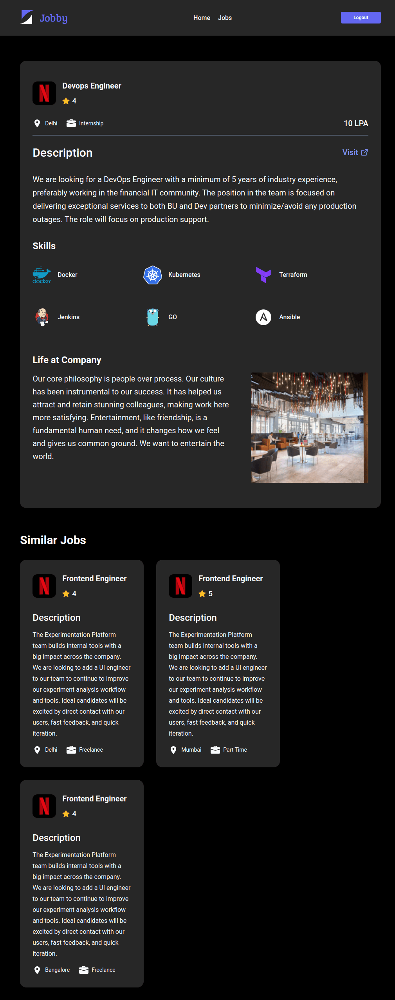 Jobby
Home Jobs
Logout
Devops Engineer
4
Delhi Internship 10 LPA
Description Visit
We are looking for a DevOps Engineer with a minimum of 5 years of industry experience,
preferably working in the financial IT community. The position in the team is focused on
delivering exceptional services to both BU and Dev partners to minimize/avoid any production
outages. The role will focus on production support.
Skills
docker Docker
Kubernetes
Terraform
Jenkins
GO
Ansible
Life at Company
Our core philosophy is people over process. Our culture
has been instrumental to our success. It has helped us
attract and retain stunning colleagues, making work here
more satisfying. Entertainment, like friendship, is a
fundamental human need, and it changes how we feel
and gives us common ground. We want to entertain the
world.
Similar Jobs
Frontend Engineer
4
Description
The Experimentation Platform
team builds internal tools with a
big impact across the company.
We are looking to add a UI engineer
to our team to continue to improve
our experiment analysis workflow
and tools. Ideal candidates will be
excited by direct contact with our
users, fast feedback, and quick
iteration.
Delhi Freelance
Frontend Engineer
5
Description
The Experimentation Platform
team builds internal tools with a
big impact across the company.
We are looking to add a UI engineer
to our team to continue to improve
our experiment analysis workflow
and tools. Ideal candidates will be
excited by direct contact with our
users, fast feedback, and quick
iteration.
Mumbai Part Time
Frontend Engineer
4
Description
The Experimentation Platform
team builds internal tools with a
big impact across the company.
We are looking to add a UI engineer
to our team to continue to improve
our experiment analysis workflow
and tools. Ideal candidates will be
excited by direct contact with our
users, fast feedback, and quick
iteration.
Bangalore Freelance